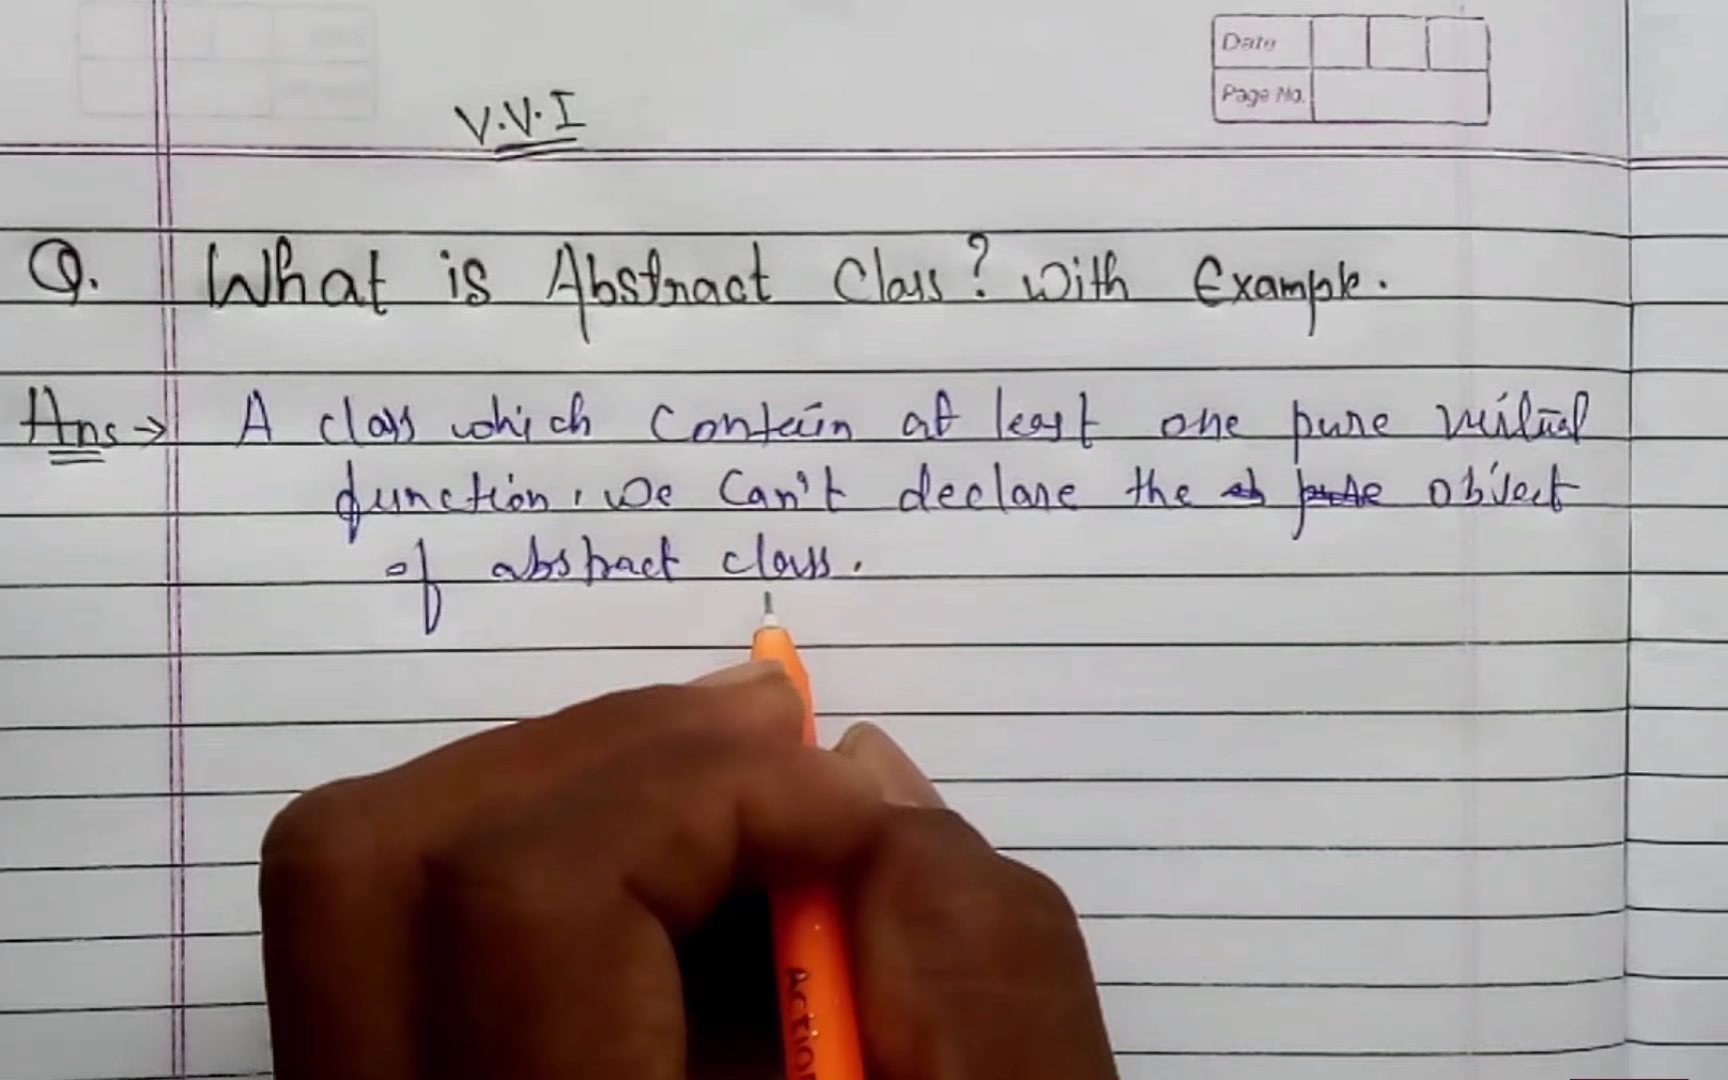 Date
Page No.
V.V.I
Q. What is Abstract Class? With Example.
Ans → A class which contain at least one pure virtual
function, we can't declare the object
of abstract class.
Action